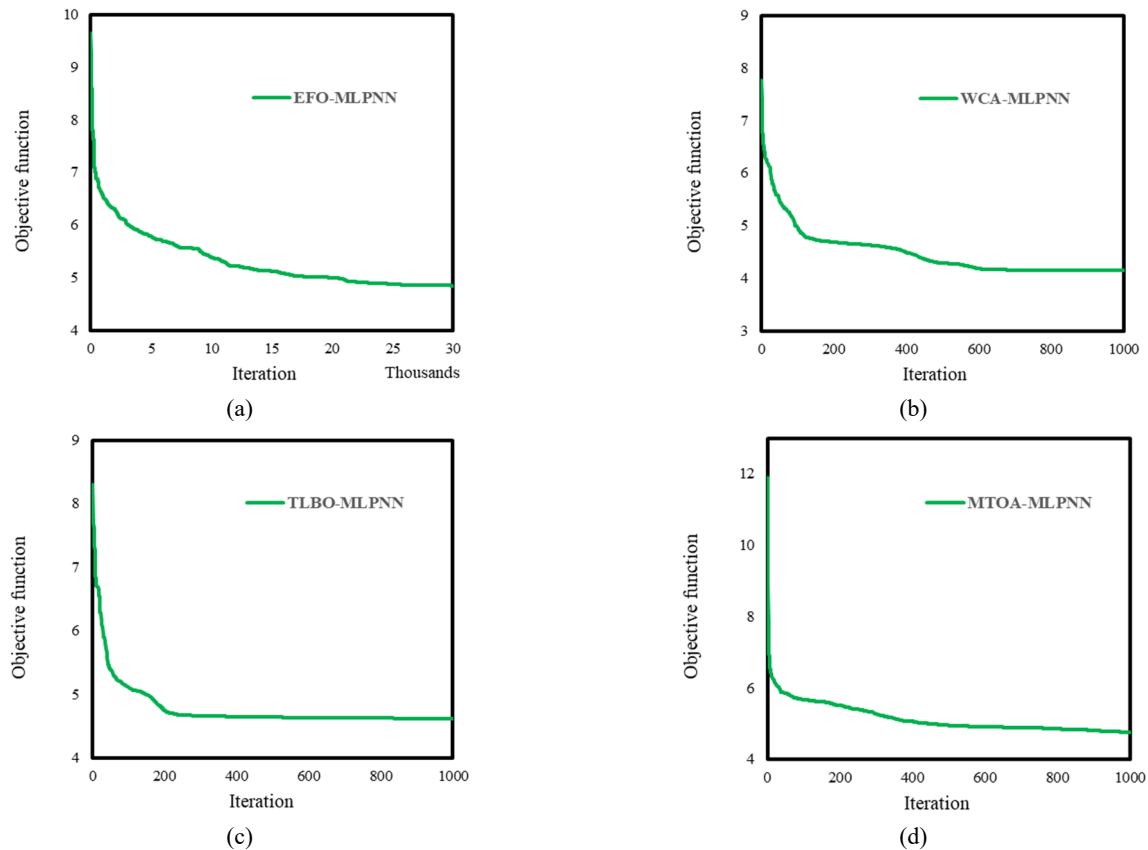 10
9
8
7
6
5
4
Objective function
EFO-MLPNN
0 5 10 15 20 25 30
Iteration Thousands
(a)
9
8
7
6
5
4
3
Objective function
WCA-MLPNN
0 200 400 600 800 1000
Iteration
(b)
9
8
7
6
5
4
Objective function
TLBO-MLPNN
0 200 400 600 800 1000
Iteration
(c)
12
10
8
6
4
Objective function
MTOA-MLPNN
0 200 400 600 800 1000
Iteration
(d)